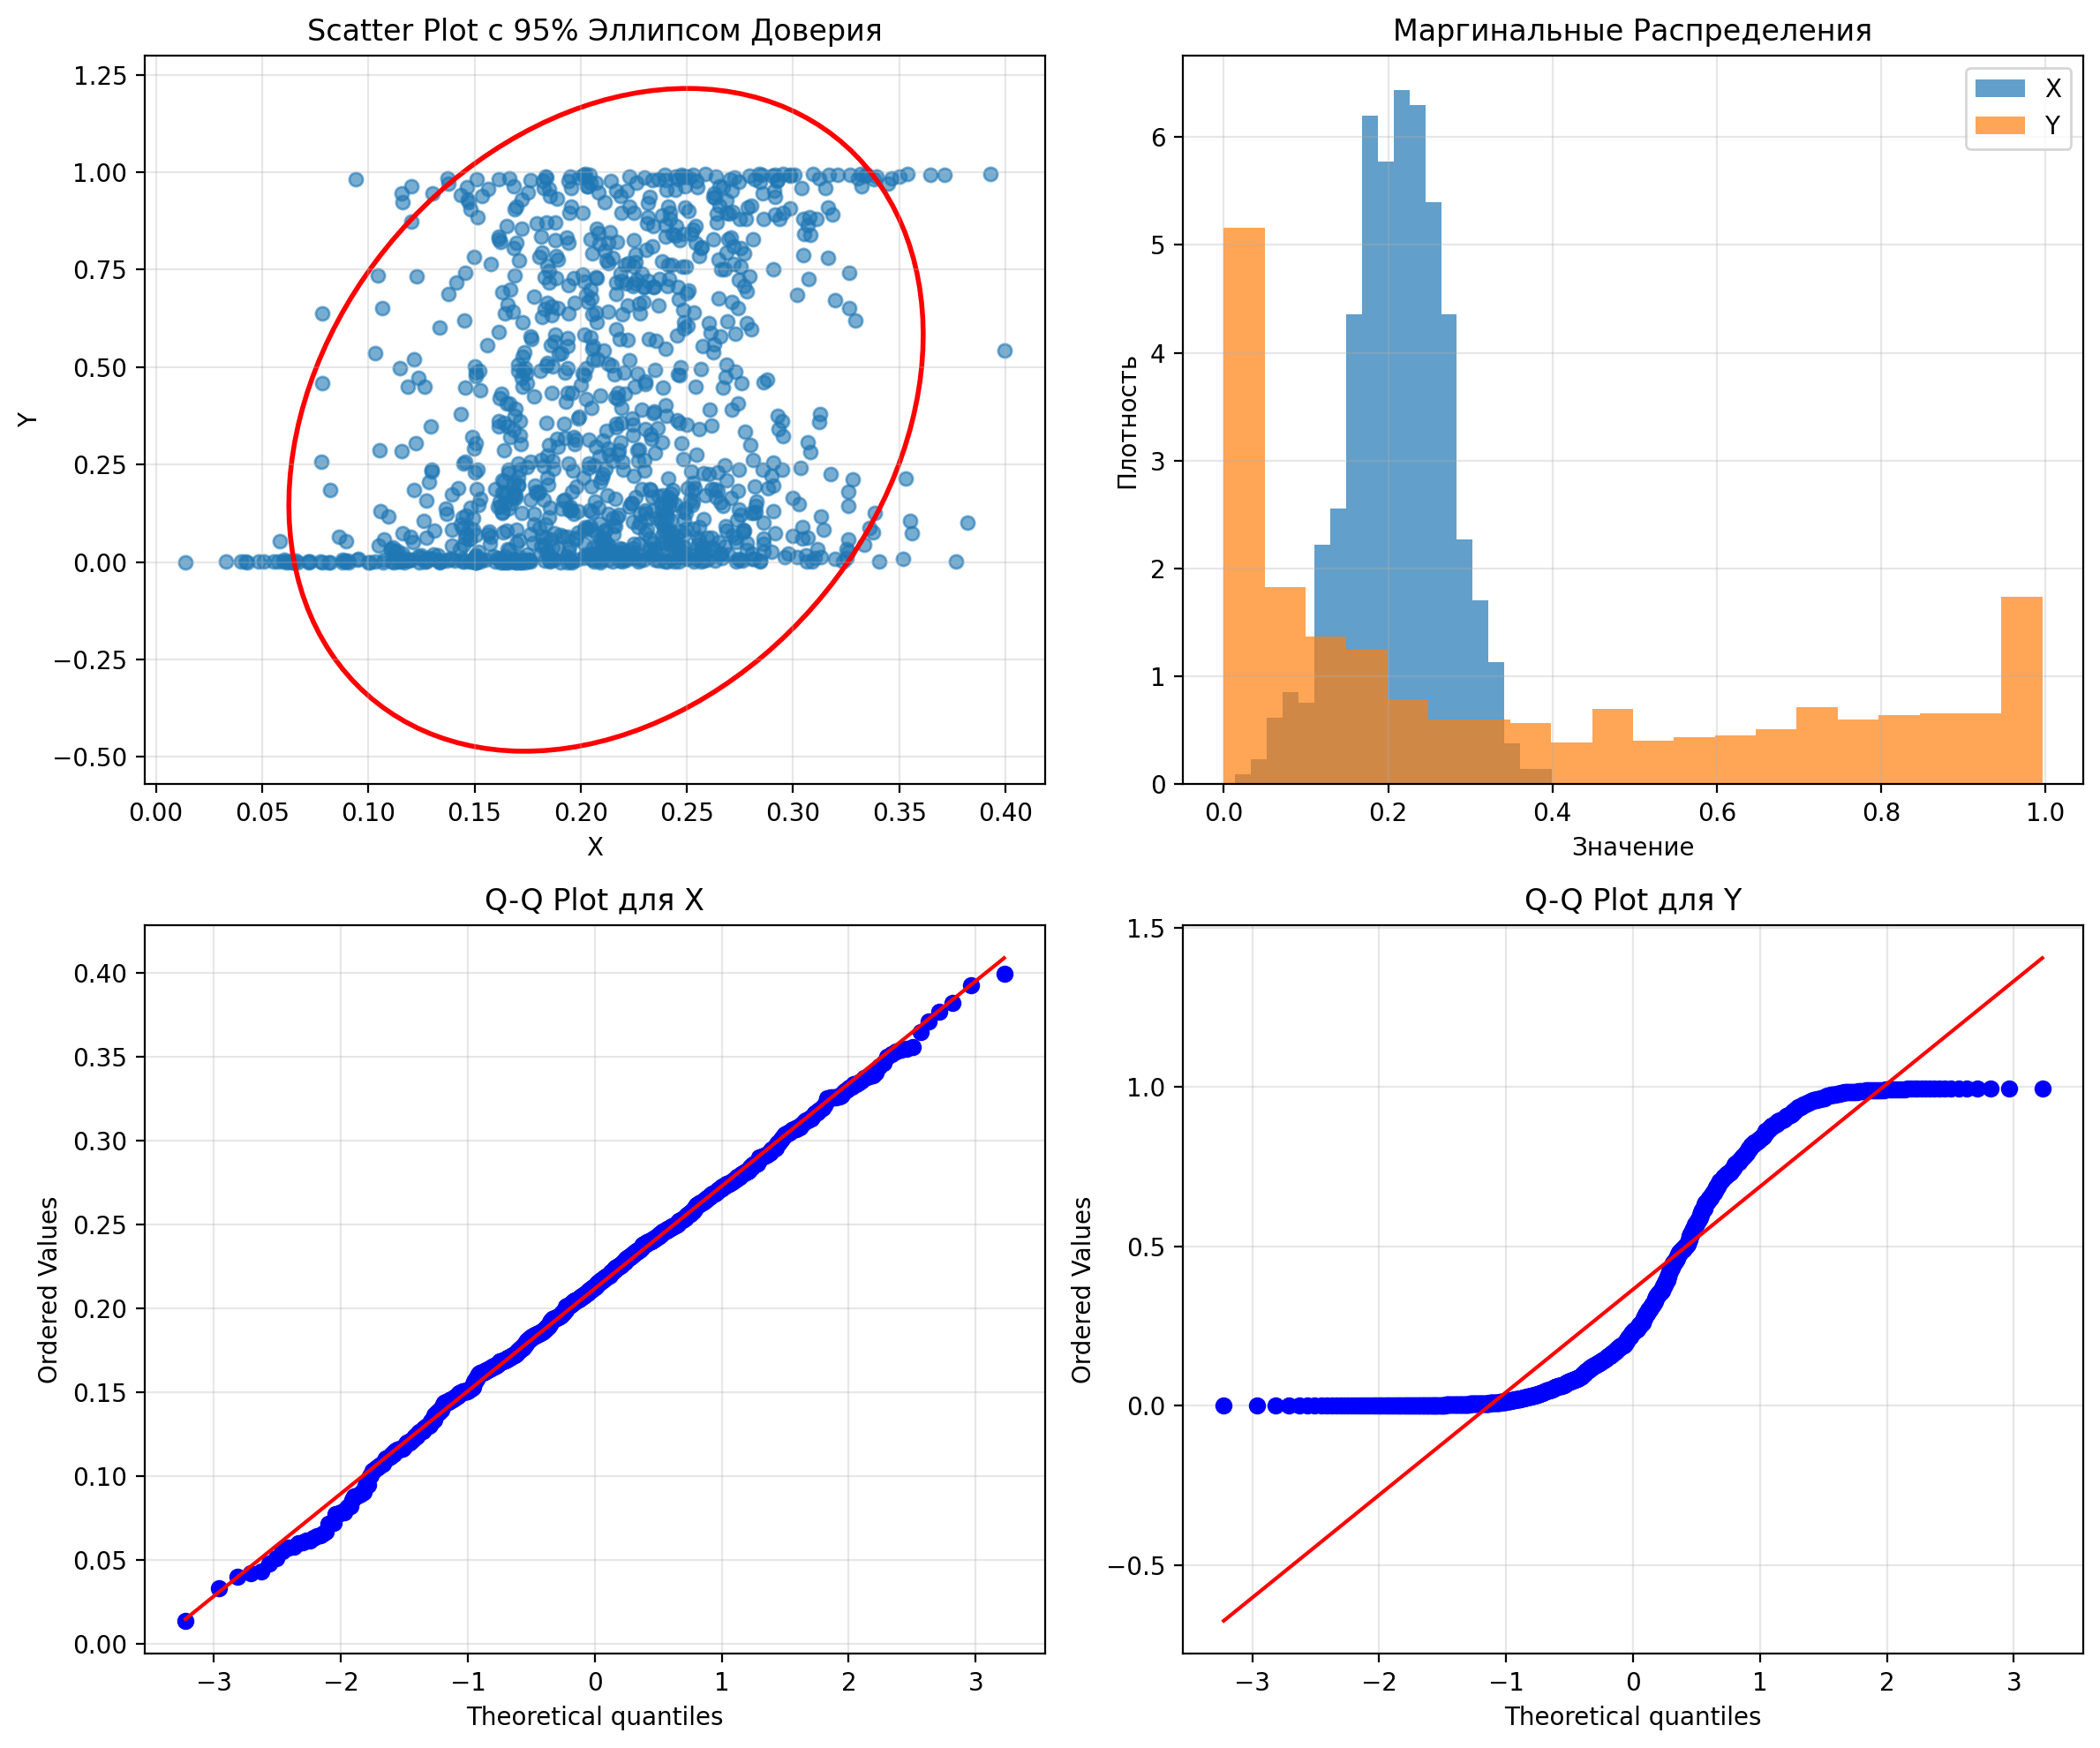 Scatter Plot с 95% Эллипсом Доверия
1.25
1.00
0.75
0.50
0.25
0.00
−0.25
−0.50
Y
0.00 0.05 0.10 0.15 0.20 0.25 0.30 0.35 0.40
X
Маргинальные Распределения
X
Y
6
5
4
3
2
1
0
Плотность
0.0 0.2 0.4 0.6 0.8 1.0
Значение
Q-Q Plot для X
0.40
0.35
0.30
0.25
0.20
0.15
0.10
0.05
0.00
Ordered Values
−3 −2 −1 0 1 2 3
Theoretical quantiles
Q-Q Plot для Y
1.5
1.0
0.5
0.0
−0.5
Ordered Values
−3 −2 −1 0 1 2 3
Theoretical quantiles